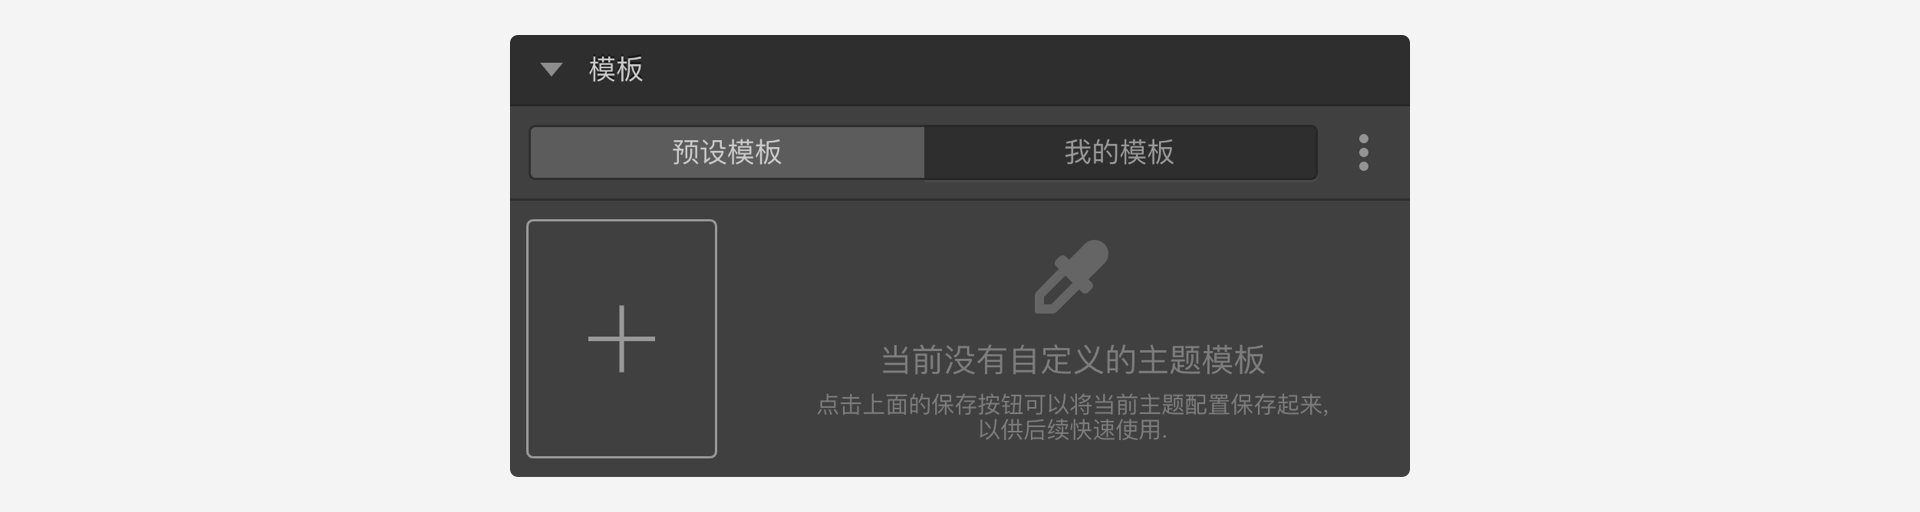 模板
预设模板
我的模板
当前没有自定义的主题模板
点击上面的保存按钮可以将当前主题配置保存起来,
以供后续快速使用.